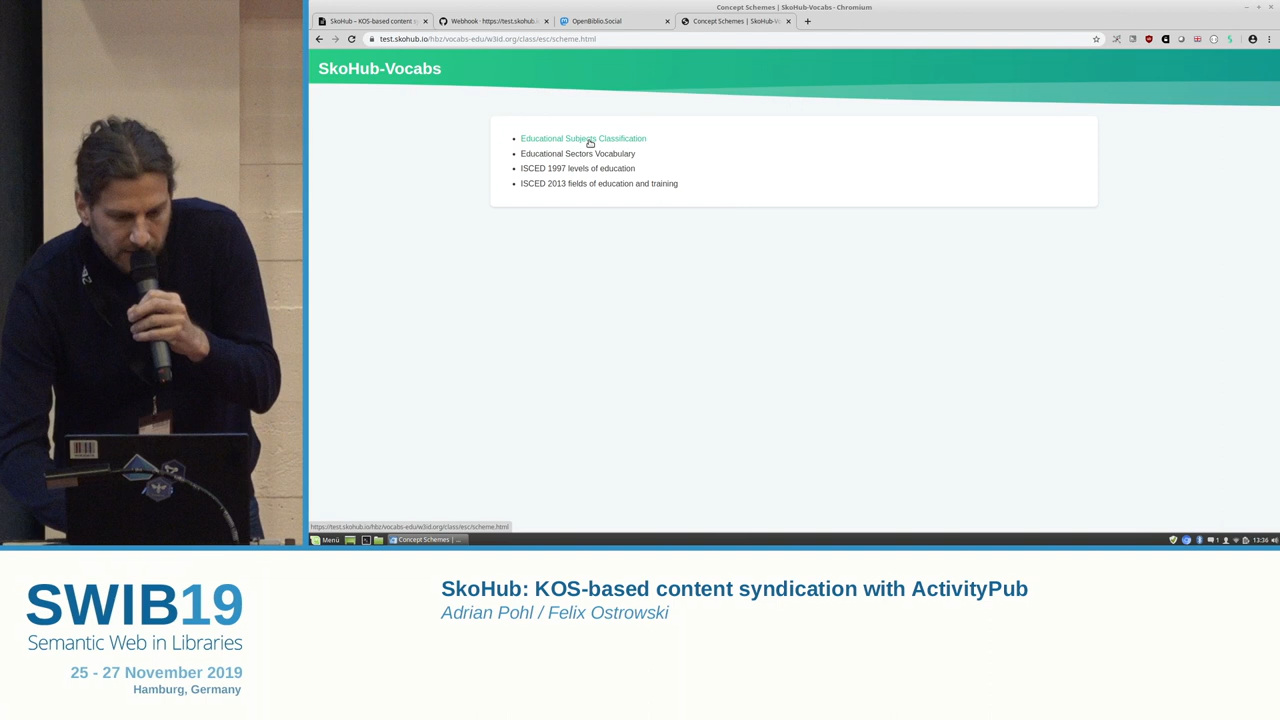 Concept Schemes | SkoHub-Vocabs - Chromium
SkoHub – KOS-based content s
Webhook · https://test.skohub.
OpenBiblio.Social
Concept Schemes | SkoHub-V
test.skohub.io/hbz/vocabs-edu/w3id.org/class/esc/scheme.html
SkoHub-Vocabs
Educational Subjects Classification
Educational Sectors Vocabulary
ISCED 1997 levels of education
ISCED 2013 fields of education and training
https://test.skohub.io/hbz/vocabs-edu/w3id.org/class/esc/scheme.html
Menü
Concept Schemes | ...
1
13:36
SWIB19
Semantic Web in Libraries
25 - 27 November 2019
Hamburg, Germany
SkoHub: KOS-based content syndication with ActivityPub
Adrian Pohl / Felix Ostrowski